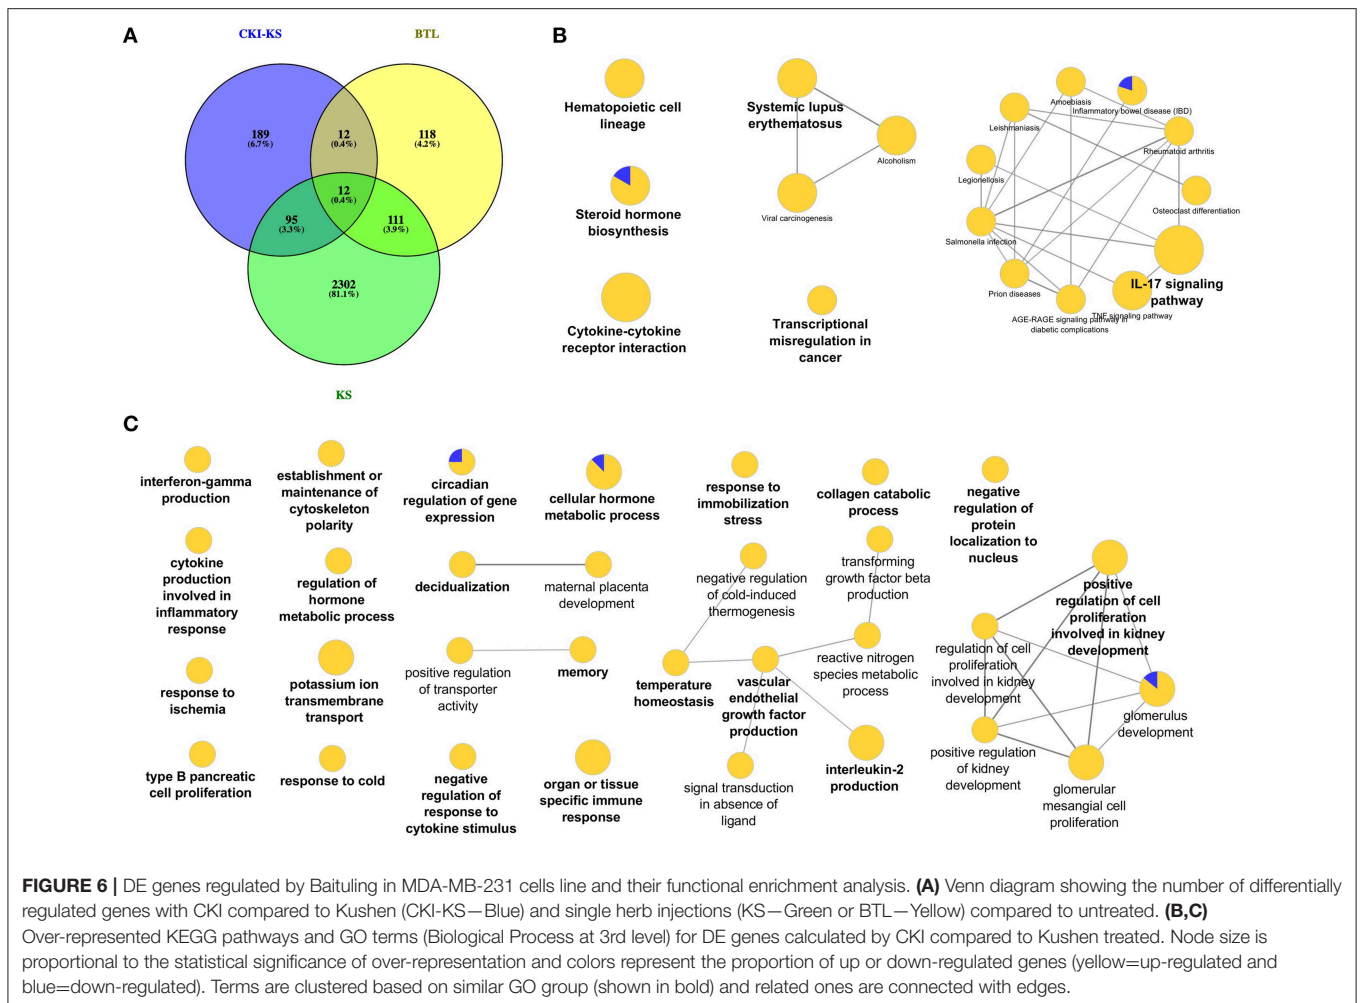 A
CKI-KS
BTL
189
(6.7%)
12
(0.4%)
118
(4.2%)
12
(0.4%)
95
(3.3%)
111
(3.9%)
2302
(81.1%)
KS
B
Hematopoietic cell
lineage
Systemic lupus
erythematosus
Alcoholism
Steroid hormone
biosynthesis
Viral carcinogenesis
Cytokine-cytokine
receptor interaction
Transcriptional
misregulation in
cancer
Amoebiasis
Inflammatory bowel disease (IBD)
Leishmaniasis
Rheumatoid arthritis
Legionellosis
Osteoclast differentiation
Salmonella infection
IL-17 signaling
pathway
Prion diseases
TNF signaling pathway
AGE-RAGE signaling pathway in
diabetic complications
C
interferon-gamma
production
establishment or
maintenance of
cytoskeleton
polarity
circadian
regulation of gene
expression
cellular hormone
metabolic process
response to
immobilization
stress
collagen catabolic
process
negative
regulation of
protein
localization to
nucleus
cytokine
production
involved in
inflammatory
response
regulation of
hormone
metabolic process
decidualization
maternal placenta
development
negative regulation
of cold-induced
thermogenesis
transforming
growth factor beta
production
positive
regulation of cell
proliferation
involved in kidney
development
response to
ischemia
potassium ion
transmembrane
transport
positive regulation
of transporter
activity
memory
temperature
homeostasis
vascular
endothelial
growth factor
production
reactive nitrogen
species metabolic
process
regulation of cell
proliferation
involved in kidney
development
glomerulus
development
type B pancreatic
cell proliferation
response to cold
negative
regulation of
response to
cytokine stimulus
organ or tissue
specific immune
response
signal transduction
in absence of
ligand
interleukin-2
production
positive regulation
of kidney
development
glomerular
mesangial cell
proliferation
FIGURE 6 | DE genes regulated by Baituling in MDA-MB-231 cells line and their functional enrichment analysis. (A) Venn diagram showing the number of differentially
regulated genes with CKI compared to Kushen (CKI-KS—Blue) and single herb injections (KS—Green or BTL—Yellow) compared to untreated. (B,C)
Over-represented KEGG pathways and GO terms (Biological Process at 3rd level) for DE genes calculated by CKI compared to Kushen treated. Node size is
proportional to the statistical significance of over-representation and colors represent the proportion of up or down-regulated genes (yellow=up-regulated and
blue=down-regulated). Terms are clustered based on similar GO group (shown in bold) and related ones are connected with edges.